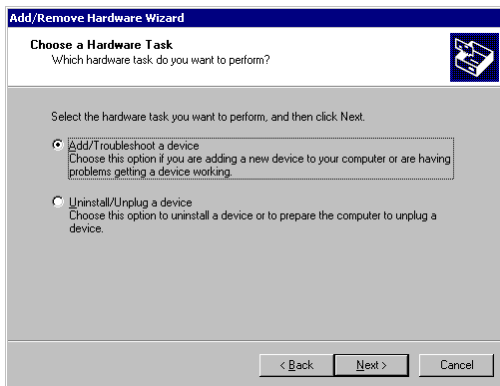 Add/Remove Hardware Wizard
Choose a Hardware Task
Which hardware task do you want to perform?
Select the hardware task you want to perform, and then click Next.
Add/Troubleshoot a device
Choose this option if you are adding a new device to your computer or are having
problems getting a device working.
Uninstall/Unplug a device
Choose this option to uninstall a device or to prepare the computer to unplug a
device.
< Back
Next >
Cancel